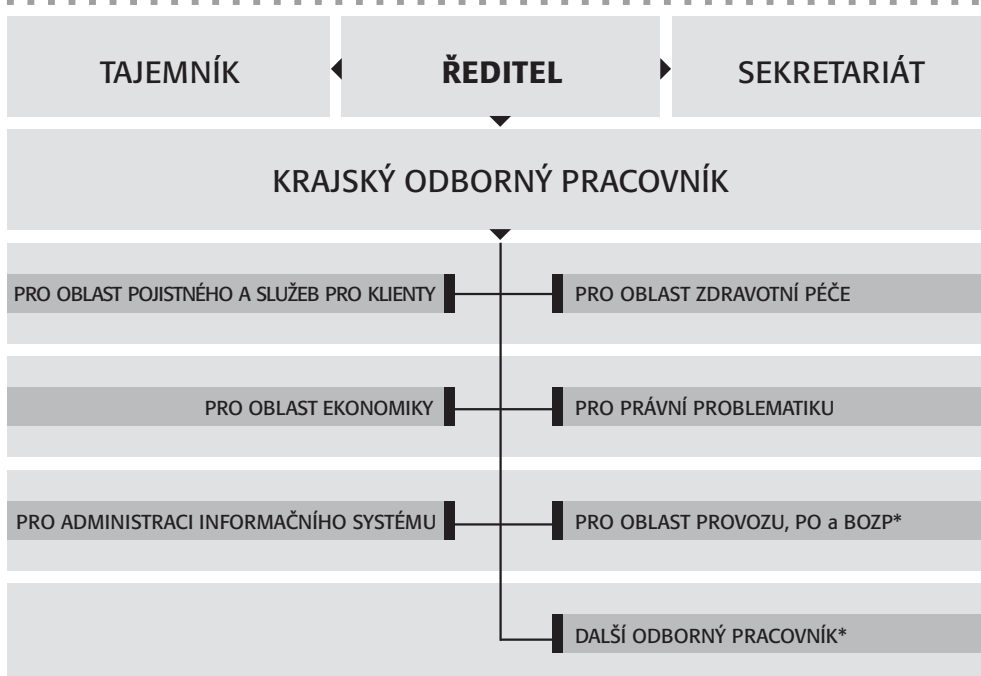 TAJEMNÍK
ŘEDITEL
SEKRETARIÁT
KRAJSKÝ ODBORNÝ PRACOVNÍK
PRO OBLAST POJISTNÉHO A SLUŽEB PRO KLIENTY
PRO OBLAST ZDRAVOTNÍ PÉČE
PRO OBLAST EKONOMIKY
PRO PRÁVNÍ PROBLEMATIKU
PRO ADMINISTRACI INFORMAČNÍHO SYSTÉMU
PRO OBLAST PROVOZU, PO a BOZP*
DALŠÍ ODBORNÝ PRACOVNÍK*